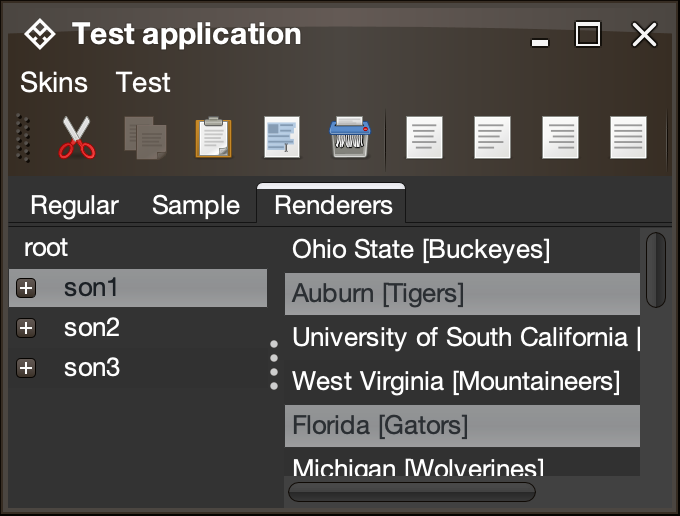 Test application
Skins Test
Regular Sample Renderers
root
son1
son2
son3
Ohio State [Buckeyes]
Auburn [Tigers]
University of South California [
West Virginia [Mountaineers]
Florida [Gators]
Michigan [Wolverines]